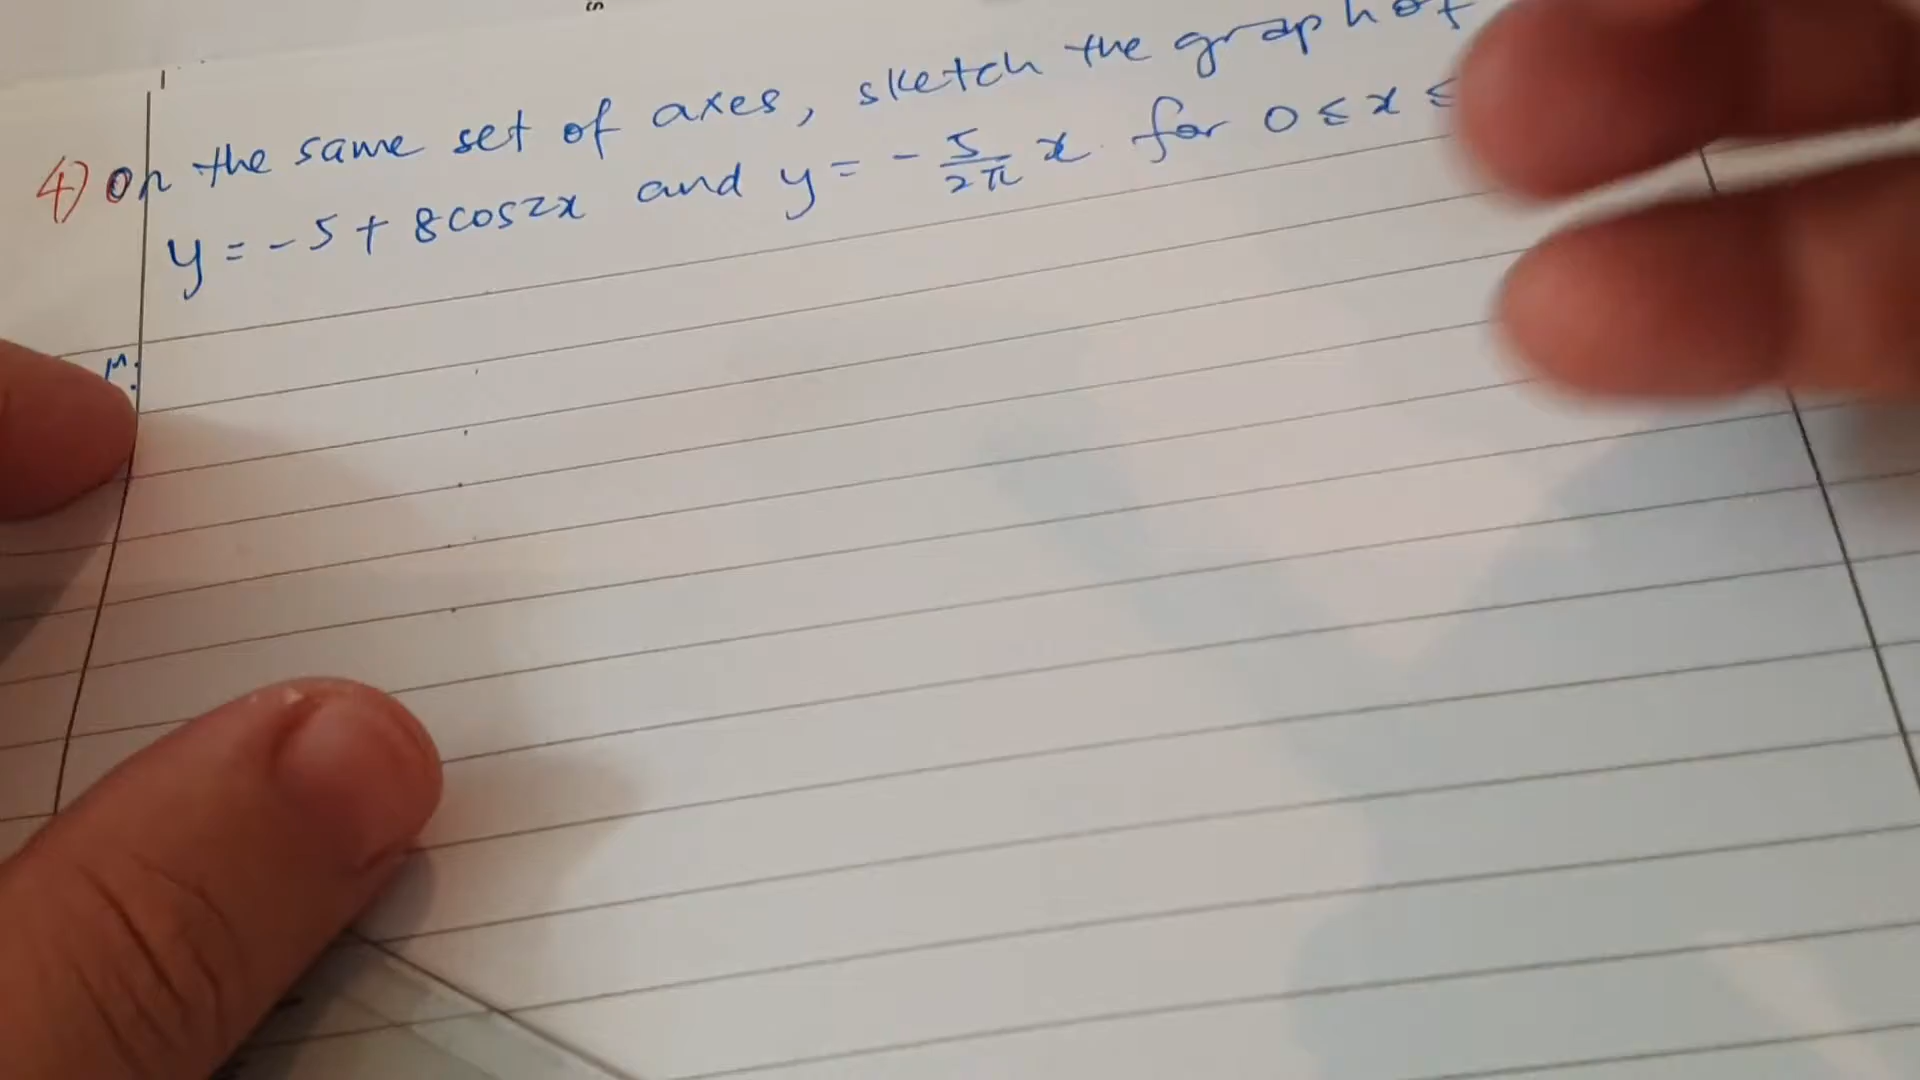 4) On the same set of axes, sketch the graph of
y = -5 + 8cos2x and y = - 5/2π x for 0 ≤ x ≤